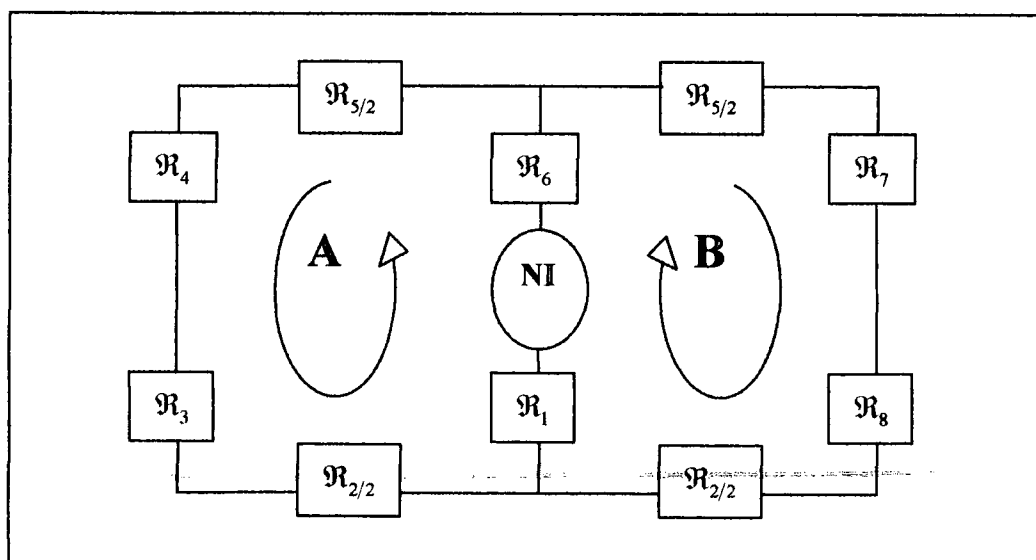 ℜ5/2 ℜ5/2
ℜ4 ℜ6 ℜ7
A NI B
ℜ3 ℜ1 ℜ8
ℜ2/2 ℜ2/2